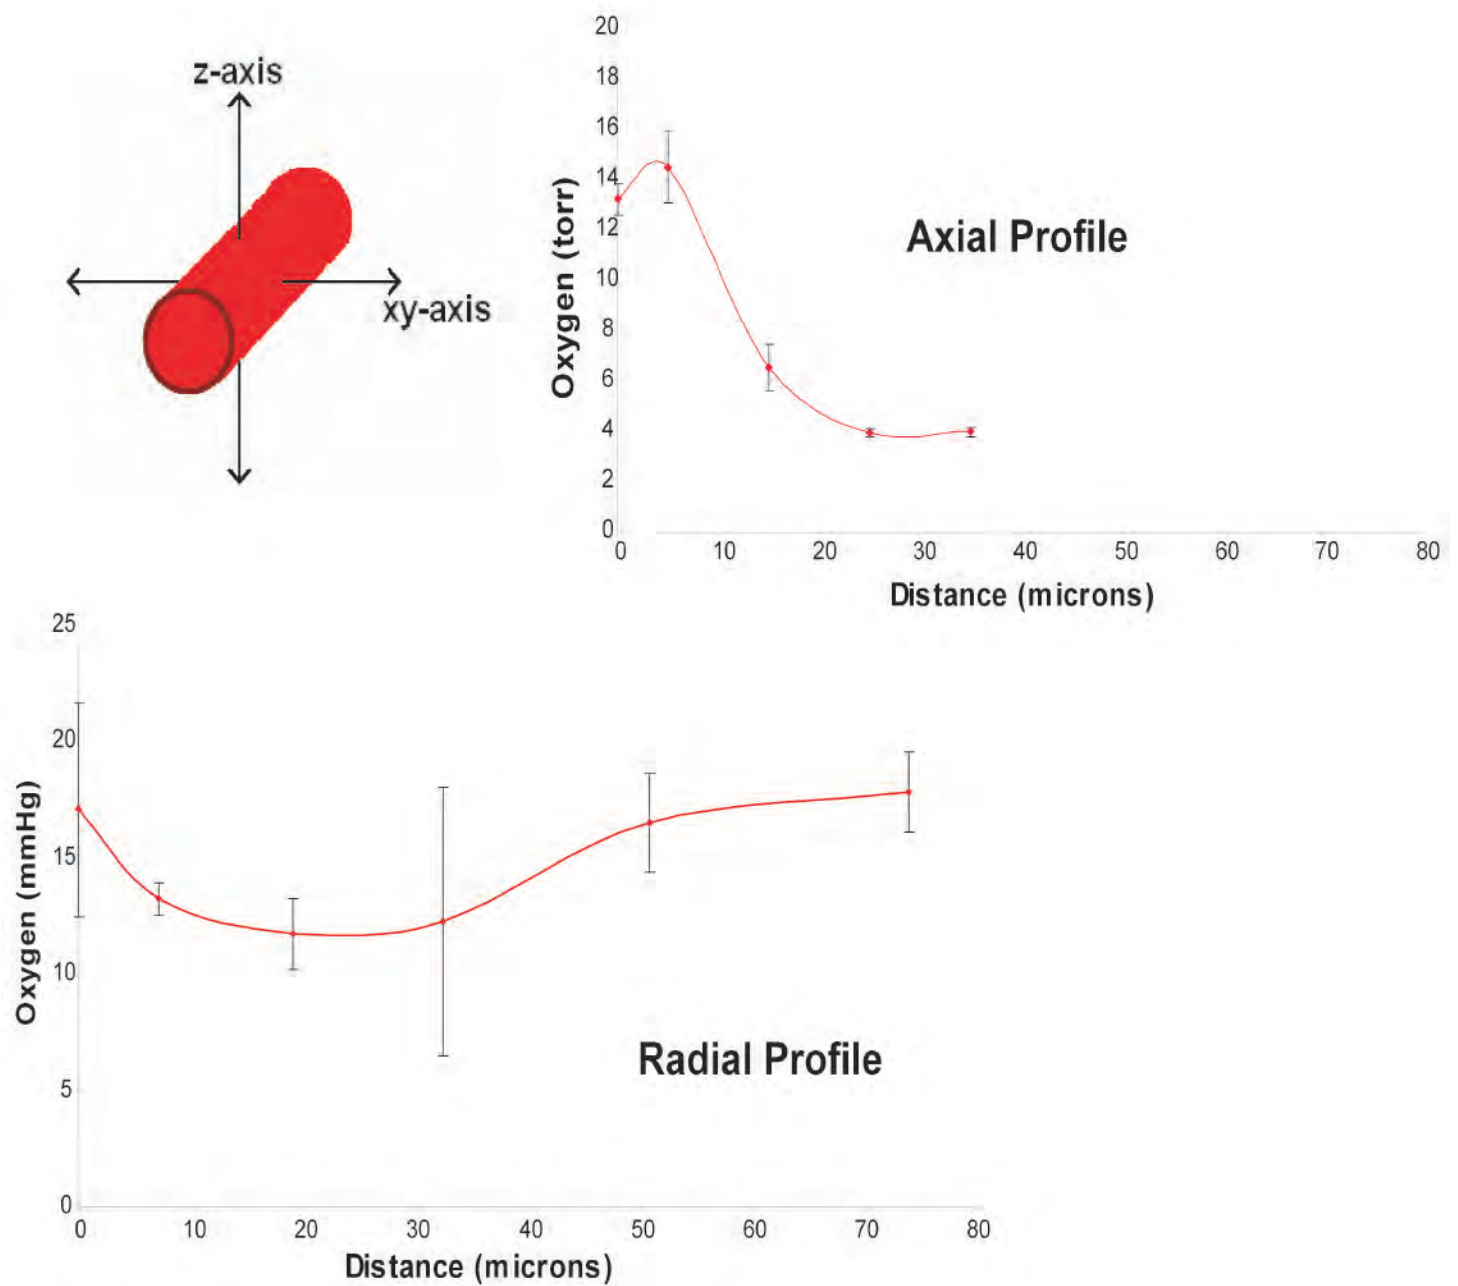 z-axis
xy-axis
20
18
16
14
12
10
8
6
4
2
0
Oxygen (torr)
Axial Profile
0 10 20 30 40 50 60 70 80
Distance (microns)
25
20
15
10
5
0
Oxygen (mmHg)
Radial Profile
0 10 20 30 40 50 60 70 80
Distance (microns)